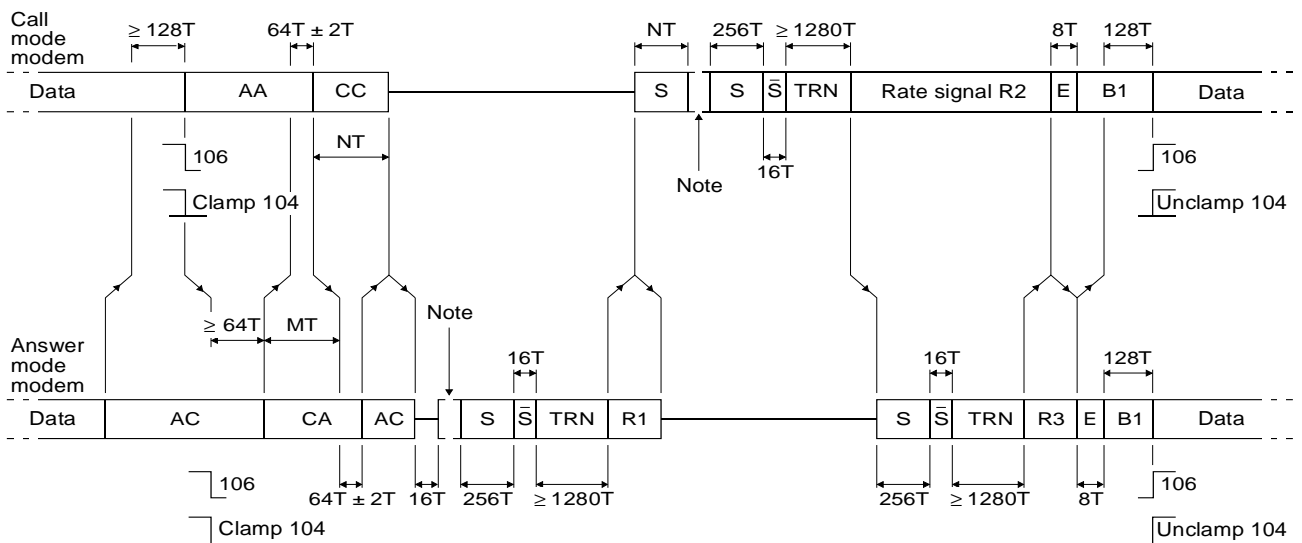 Call
mode
modem
≥ 128T
64T ± 2T
NT
256T
≥ 1280T
8T
128T
Data
AA
CC
S
S
S̄
TRN
Rate signal R2
E
B1
Data
NT
106
Note
16T
106
Clamp 104
Unclamp 104
≥ 64T
MT
Note
Answer
mode
modem
16T
16T
128T
Data
AC
CA
AC
S
S̄
TRN
R1
S
S̄
TRN
R3
E
B1
Data
106
64T ± 2T
16T
256T
≥ 1280T
256T
≥ 1280T
8T
106
Clamp 104
Unclamp 104